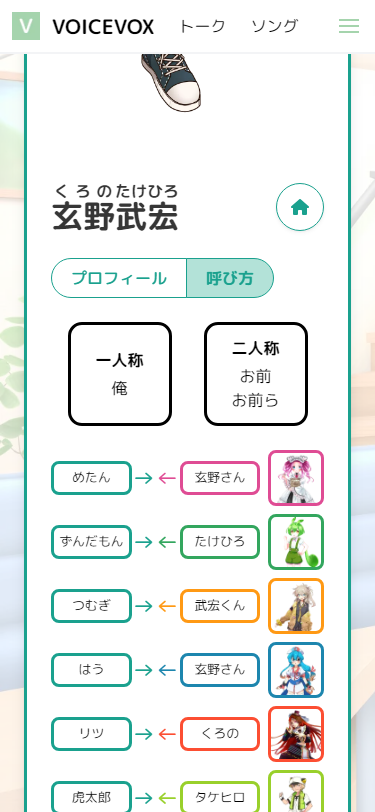 V VOICEVOX トーク ソング
くろのたけひろ
玄野武宏
プロフィール 呼び方
一人称
俺
二人称
お前
お前ら
めたん 玄野さん
ずんだもん たけひろ
つむぎ 武宏くん
はう 玄野さん
リツ くろの
虎太郎 タケヒロ